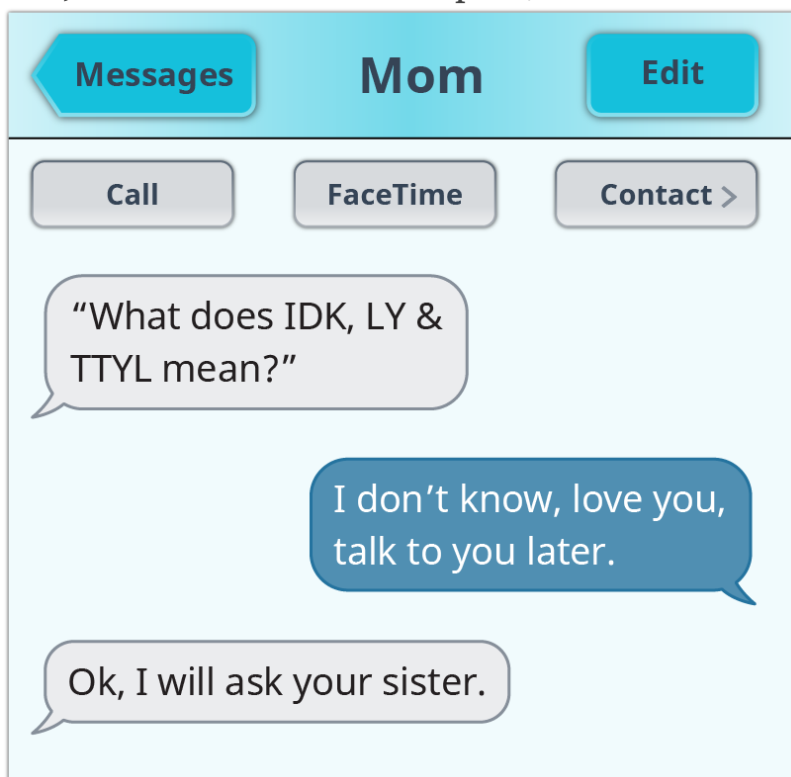 Messages
Mom
Edit
Call
FaceTime
Contact >
“What does IDK, LY &
TTYL mean?”
I don’t know, love you,
talk to you later.
Ok, I will ask your sister.